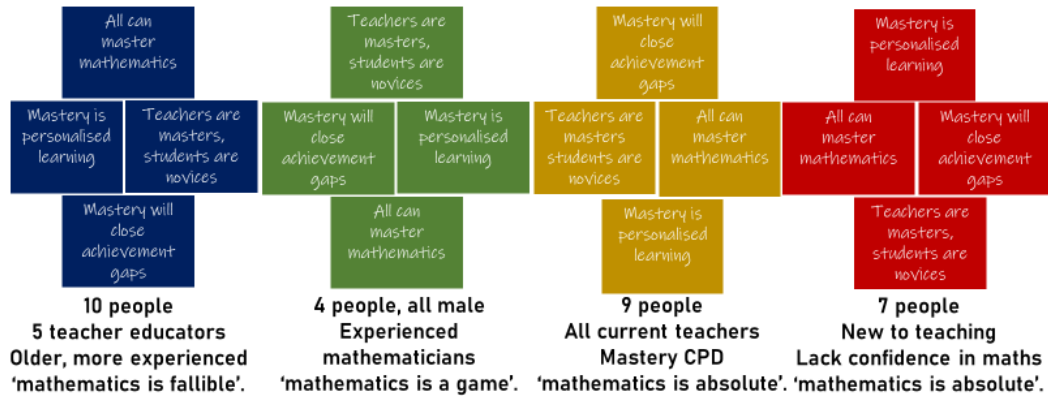 All can
master
mathematics
Mastery is
personalised
learning
Teachers are
masters,
students are
novices
Mastery will
close
achievement
gaps
10 people
5 teacher educators
Older, more experienced
‘mathematics is fallible’.
Teachers are
masters,
students are
novices
Mastery will
close
achievement
gaps
Mastery is
personalised
learning
All can
master
mathematics
4 people, all male
Experienced
mathematicians
‘mathematics is a game’.
Mastery will
close
achievement
gaps
Teachers are
masters
students are
novices
All can
master
mathematics
Mastery is
personalised
learning
9 people
All current teachers
Mastery CPD
‘mathematics is absolute’.
Mastery is
personalised
learning
All can
master
mathematics
Mastery will
close
achievement
gaps
Teachers are
masters,
students are
novices
7 people
New to teaching
Lack confidence in maths
‘mathematics is absolute’.